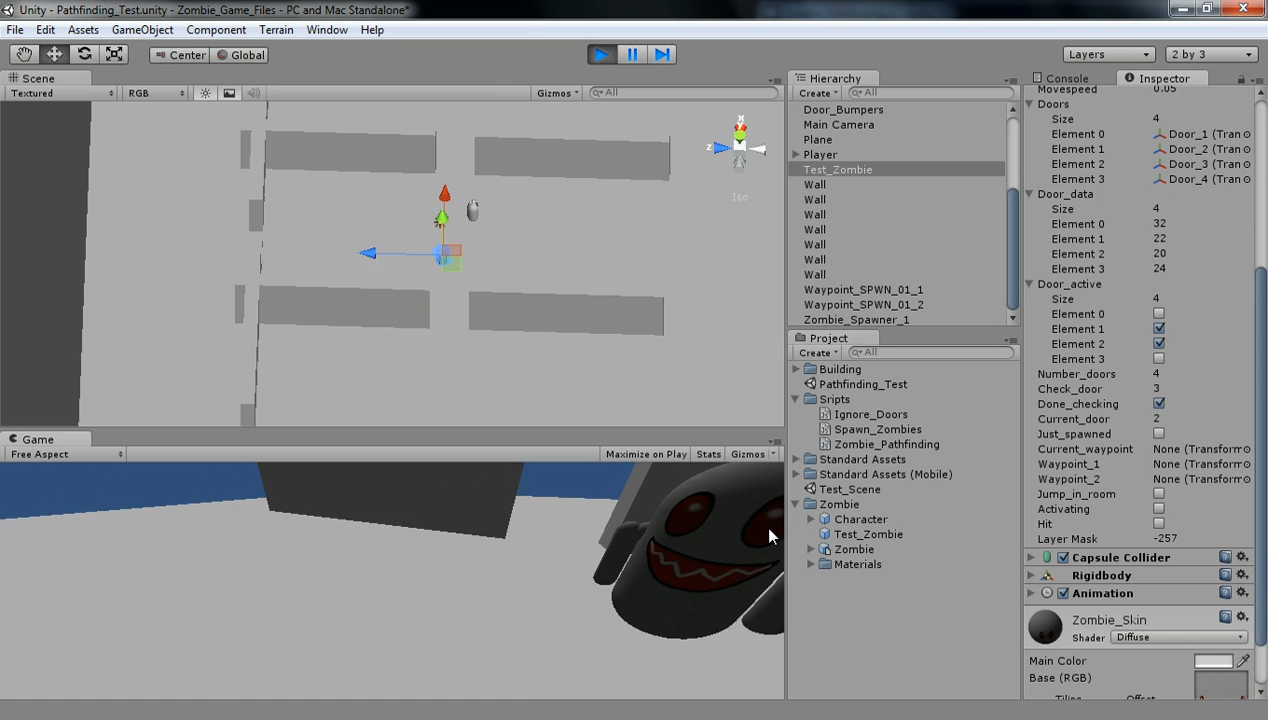 Unity - Pathfinding_Test.unity - Zombie_Game_Files - PC and Mac Standalone*
File Edit Assets GameObject Component Terrain Window Help
Center Global Layers 2 by 3
Scene
Textured RGB Gizmos All
x
z
Iso
Game
Free Aspect Maximize on Play Stats Gizmos
Hierarchy
Create All
Door_Bumpers
Main Camera
Plane
Player
Test_Zombie
Wall
Wall
Wall
Wall
Wall
Wall
Wall
Waypoint_SPWN_01_1
Waypoint_SPWN_01_2
Zombie_Spawner_1
Project
Create All
Building
Pathfinding_Test
Sripts
Ignore_Doors
Spawn_Zombies
Zombie_Pathfinding
Standard Assets
Standard Assets (Mobile)
Test_Scene
Zombie
Character
Test_Zombie
Zombie
Materials
Console Inspector
Movespeed 0.05
Doors
Size 4
Element 0 Door_1 (Tran
Element 1 Door_2 (Tran
Element 2 Door_3 (Tran
Element 3 Door_4 (Tran
Door_data
Size 4
Element 0 32
Element 1 22
Element 2 20
Element 3 24
Door_active
Size 4
Element 0
Element 1
Element 2
Element 3
Number_doors 4
Check_door 3
Done_checking
Current_door 2
Just_spawned
Current_waypoint None (Transform
Waypoint_1 None (Transform
Waypoint_2 None (Transform
Jump_in_room
Activating
Hit
Layer Mask -257
Capsule Collider
Rigidbody
Animation
Zombie_Skin
Shader Diffuse
Main Color
Base (RGB)
Tiling Offset